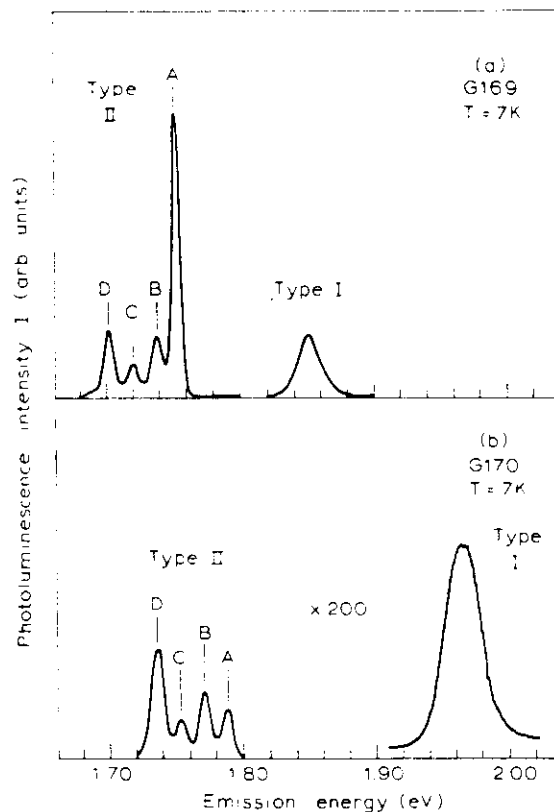 Photoluminescence intensity I (arb units)
(a)
G169
T = 7K
Type
II
A
D
C
B
Type I
(b)
G170
T = 7K
Type
I
Type II
D
C
B
A
x 200
1.70
1.80
1.90
2.00
Emission energy (eV)